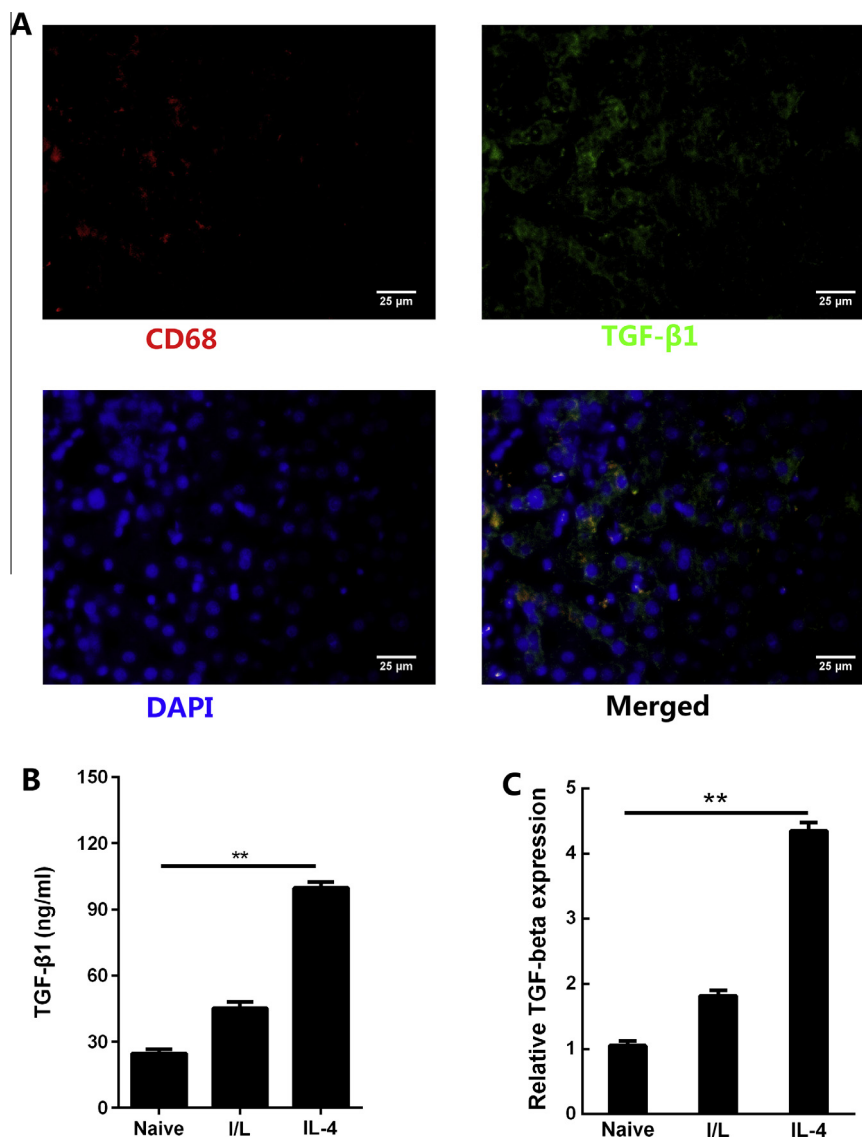 A
25 µm
25 µm
CD68
TGF-β1
25 µm
25 µm
DAPI
Merged
B
TGF-β1 (ng/ml)
150
120
90
60
30
0
**
Naive
I/L
IL-4
C
Relative TGF-beta expression
5
4
3
2
1
0
**
Naive
I/L
IL-4